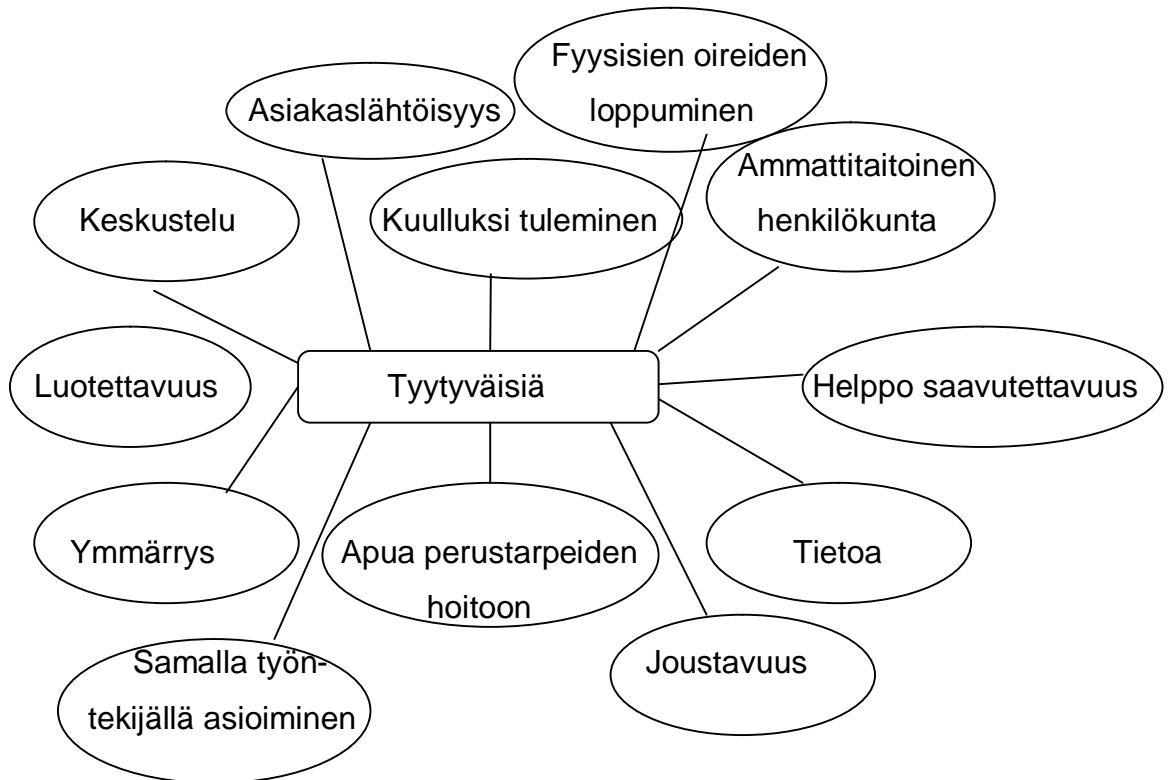 Fyysisien oireiden
loppuminen
Asiakaslähtöisyys
Ammattitaitoinen
henkilökunta
Keskustelu
Kuulluksi tuleminen
Luotettavuus
Tyytyväisiä
Helppo saavutettavuus
Ymmärrys
Apua perustarpeiden
hoitoon
Tietoa
Samalla työn-
tekijällä asioiminen
Joustavuus